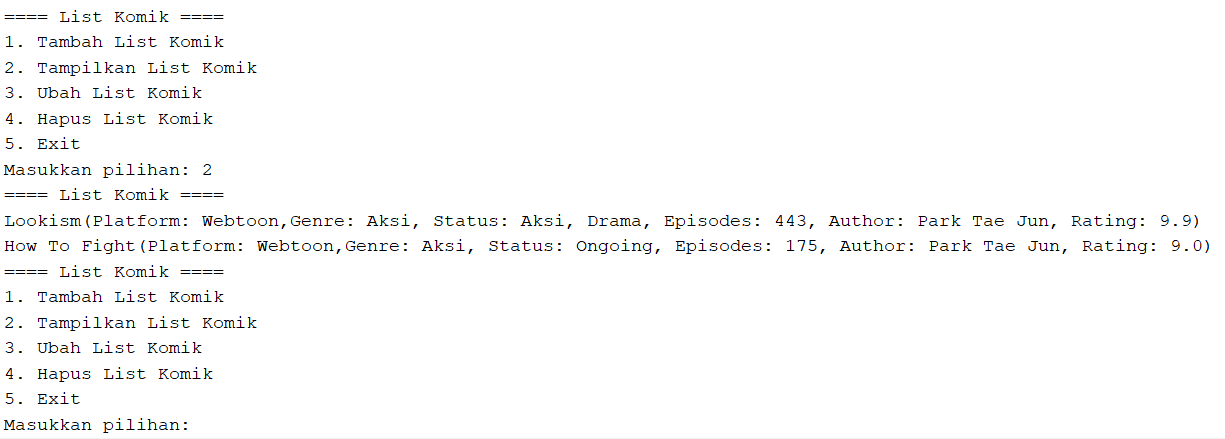 ==== List Komik ====
1. Tambah List Komik
2. Tampilkan List Komik
3. Ubah List Komik
4. Hapus List Komik
5. Exit
Masukkan pilihan: 2
==== List Komik ====
Lookism(Platform: Webtoon,Genre: Aksi, Status: Aksi, Drama, Episodes: 443, Author: Park Tae Jun, Rating: 9.9)
How To Fight(Platform: Webtoon,Genre: Aksi, Status: Ongoing, Episodes: 175, Author: Park Tae Jun, Rating: 9.0)
==== List Komik ====
1. Tambah List Komik
2. Tampilkan List Komik
3. Ubah List Komik
4. Hapus List Komik
5. Exit
Masukkan pilihan: